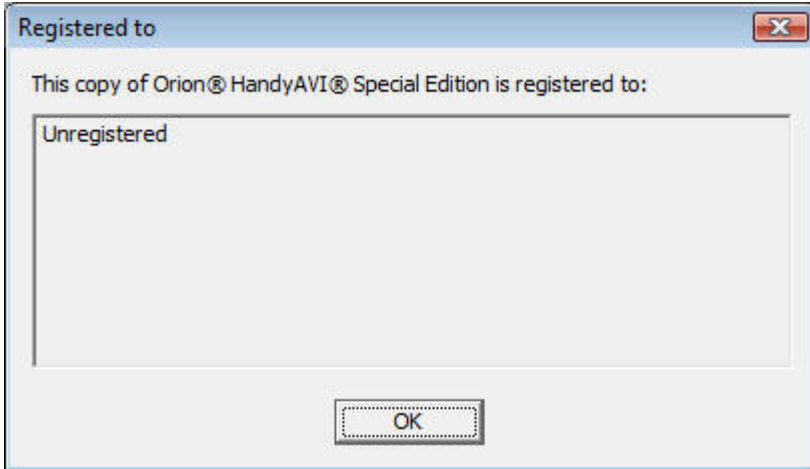 Registered to
This copy of Orion® HandyAVI® Special Edition is registered to:
Unregistered
OK